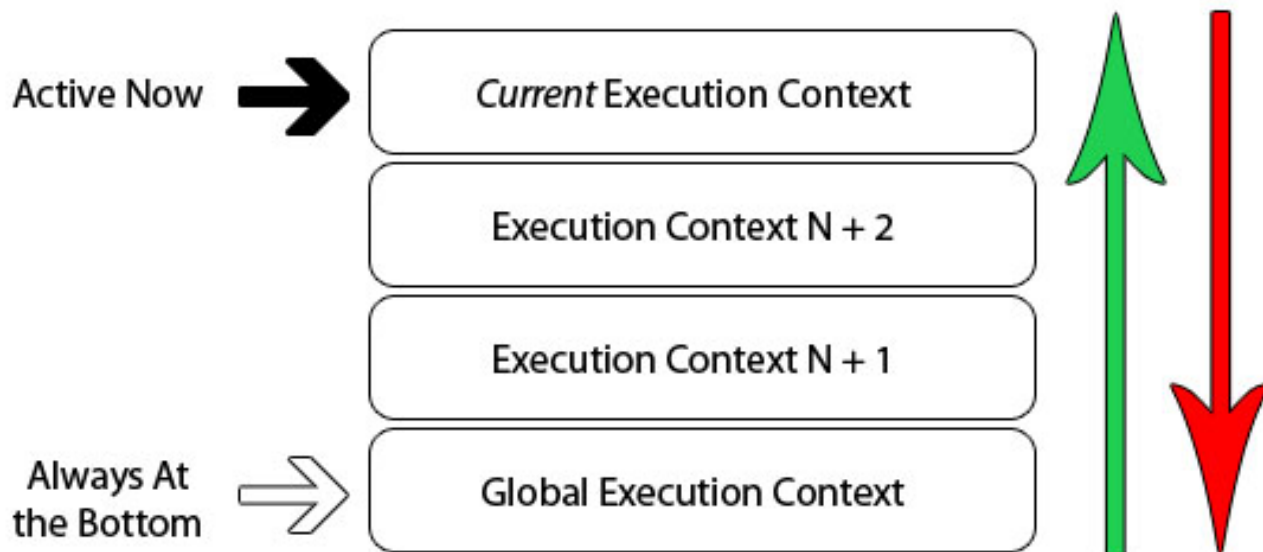 Active Now
Current Execution Context
Execution Context N + 2
Execution Context N + 1
Always At
the Bottom
Global Execution Context